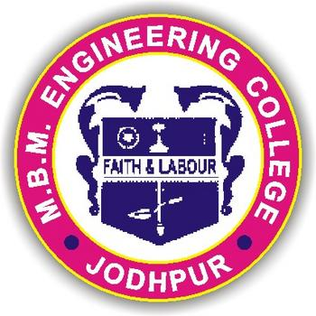 M.B.M. ENGINEERING COLLEGE
FAITH & LABOUR
JODHPUR